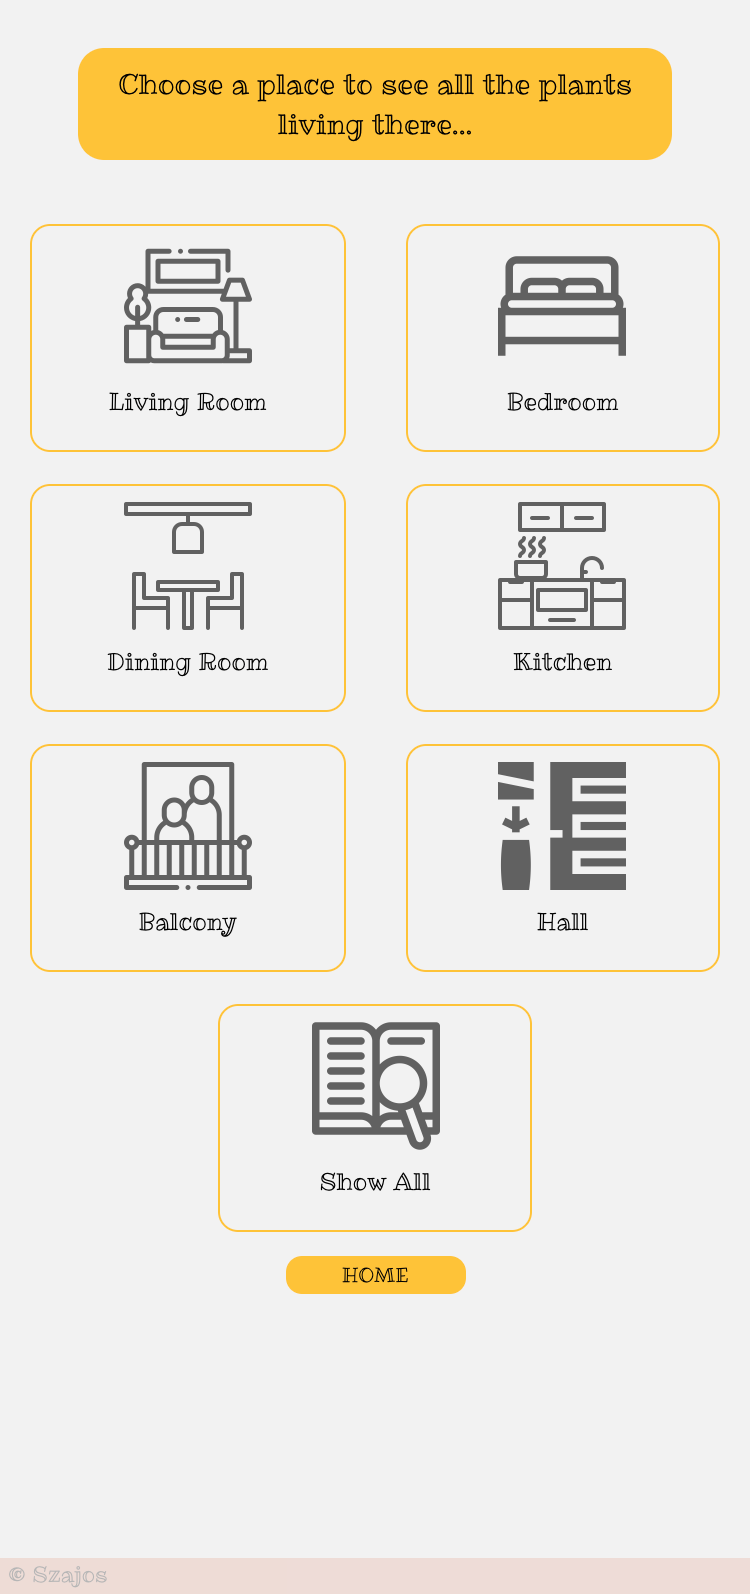 Choose a place to see all the plants
living there...
Living Room
Bedroom
Dining Room
Kitchen
Balcony
Hall
Show All
HOME
© Szajos